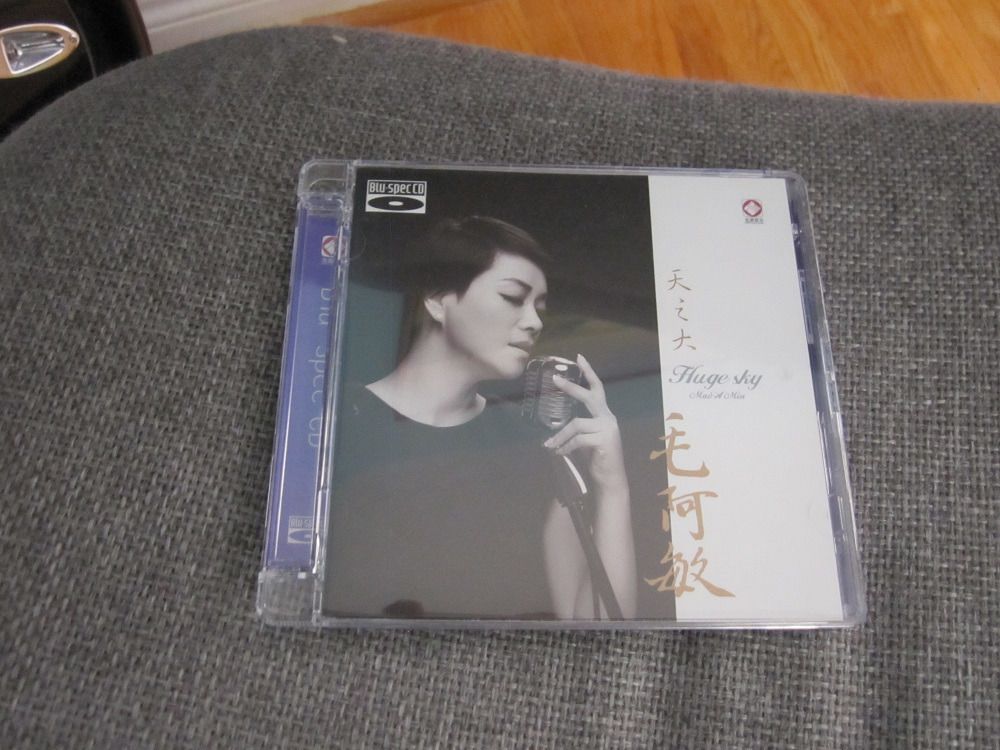 Blu-spec CD
天之大
Huge sky
Mao A Min
毛阿敏
Blu-spec CD